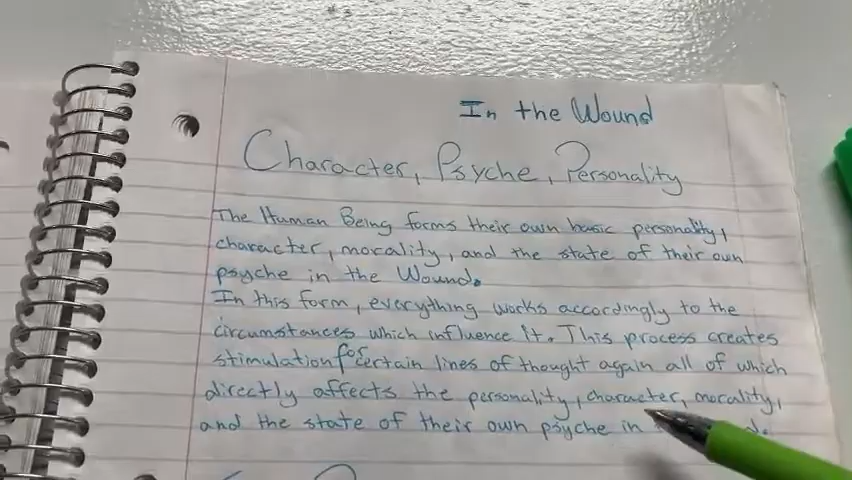 In the Wound
Character, Psyche, Personality
The Human Being forms their own basic personality,
character, morality, and the state of their own
psyche in the Wound.
In this form, everything works accordingly to the
circumstances which influence it. This process creates
stimulation for certain lines of thought again all of which
directly affects the personality, character, morality,
and the state of their own psyche in